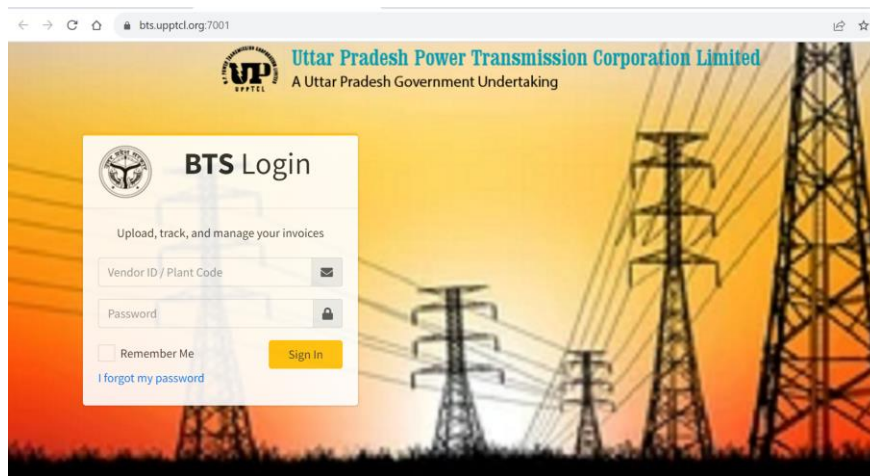 bts.upptcl.org:7001
Uttar Pradesh Power Transmission Corporation Limited
UP
UPPTCL
A Uttar Pradesh Government Undertaking
BTS Login
Upload, track, and manage your invoices
Vendor ID / Plant Code
Password
Remember Me
Sign In
I forgot my password